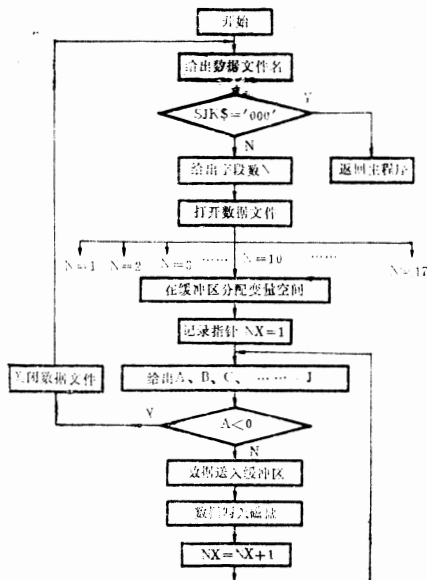 开始
给出数据文件名
SJK$='000'
Y
N
给出字段数N
返回主程序
打开数据文件
N=1 N=2 N=3 …… N=10 …… N=17
在缓冲区分配变量空间
记录指针 NX=1
关闭数据文件
给出A、B、C、……J
Y
A<0
N
数据送入缓冲区
数据写入磁盘
NX=NX+1